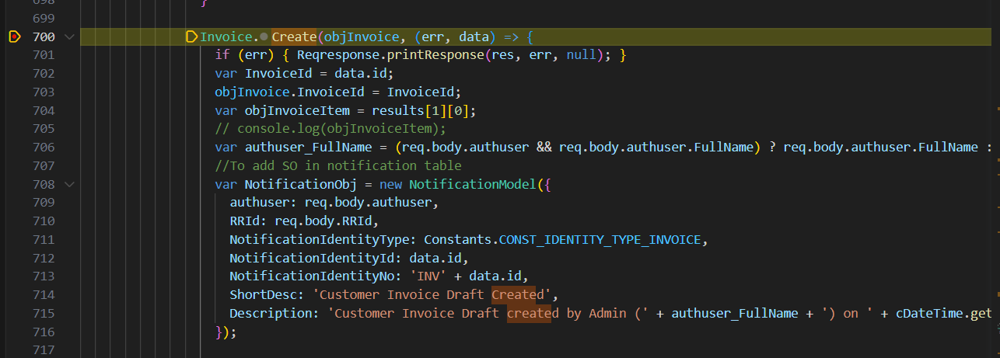 698 }
699
700 Invoice. Create(objInvoice, (err, data) => {
701 if (err) { Reqresponse.printResponse(res, err, null); }
702 var InvoiceId = data.id;
703 objInvoice.InvoiceId = InvoiceId;
704 var objInvoiceItem = results[1][0];
705 // console.log(objInvoiceItem);
706 var authuser_FullName = (req.body.authuser && req.body.authuser.FullName) ? req.body.authuser.FullName :
707 //To add SO in notification table
708 var NotificationObj = new NotificationModel({
709 authuser: req.body.authuser,
710 RRId: req.body.RRId,
711 NotificationIdentityType: Constants.CONST_IDENTITY_TYPE_INVOICE,
712 NotificationIdentityId: data.id,
713 NotificationIdentityNo: 'INV' + data.id,
714 ShortDesc: 'Customer Invoice Draft Created',
715 Description: 'Customer Invoice Draft created by Admin (' + authuser_FullName + ') on ' + cDateTime.get
716 });
717